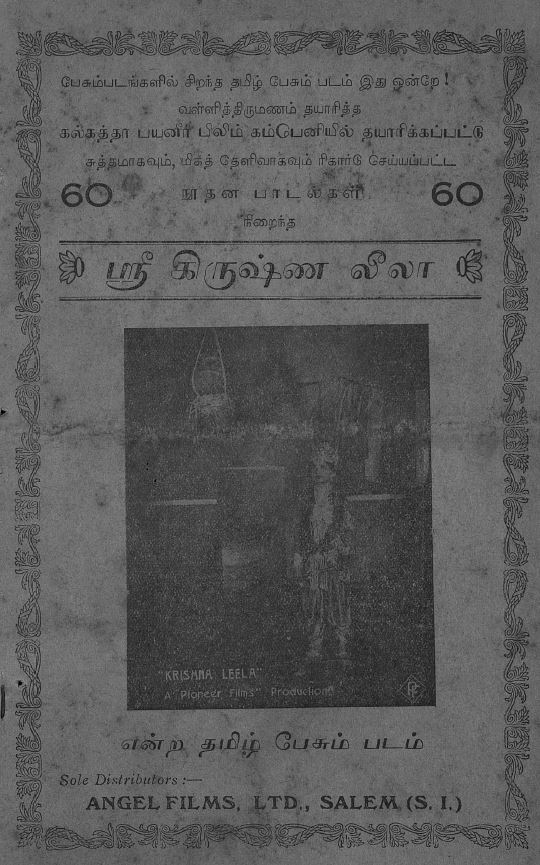 பேசும்படங்களில் சிறந்த தமிழ் பேசும் படம் இது ஒன்றே!
வள்ளித்திருமணம் தயாரித்த
கல்கத்தா பயனீர் பிலிம் கம்பெனியில் தயாரிக்கப்பட்டு
சுத்தமாகவும், மிகத் தெளிவாகவும் ரிகார்டு செய்யப்பட்ட
60 நூதன பாடல்கள் 60
நிறைந்த
ஸ்ரீ கிருஷ்ண லீலா
"KRISHNA LEELA"
A "Pioneer Films" Production
என்ற தமிழ் பேசும் படம்
Sole Distributors :—
ANGEL FILMS, LTD., SALEM (S. I.)